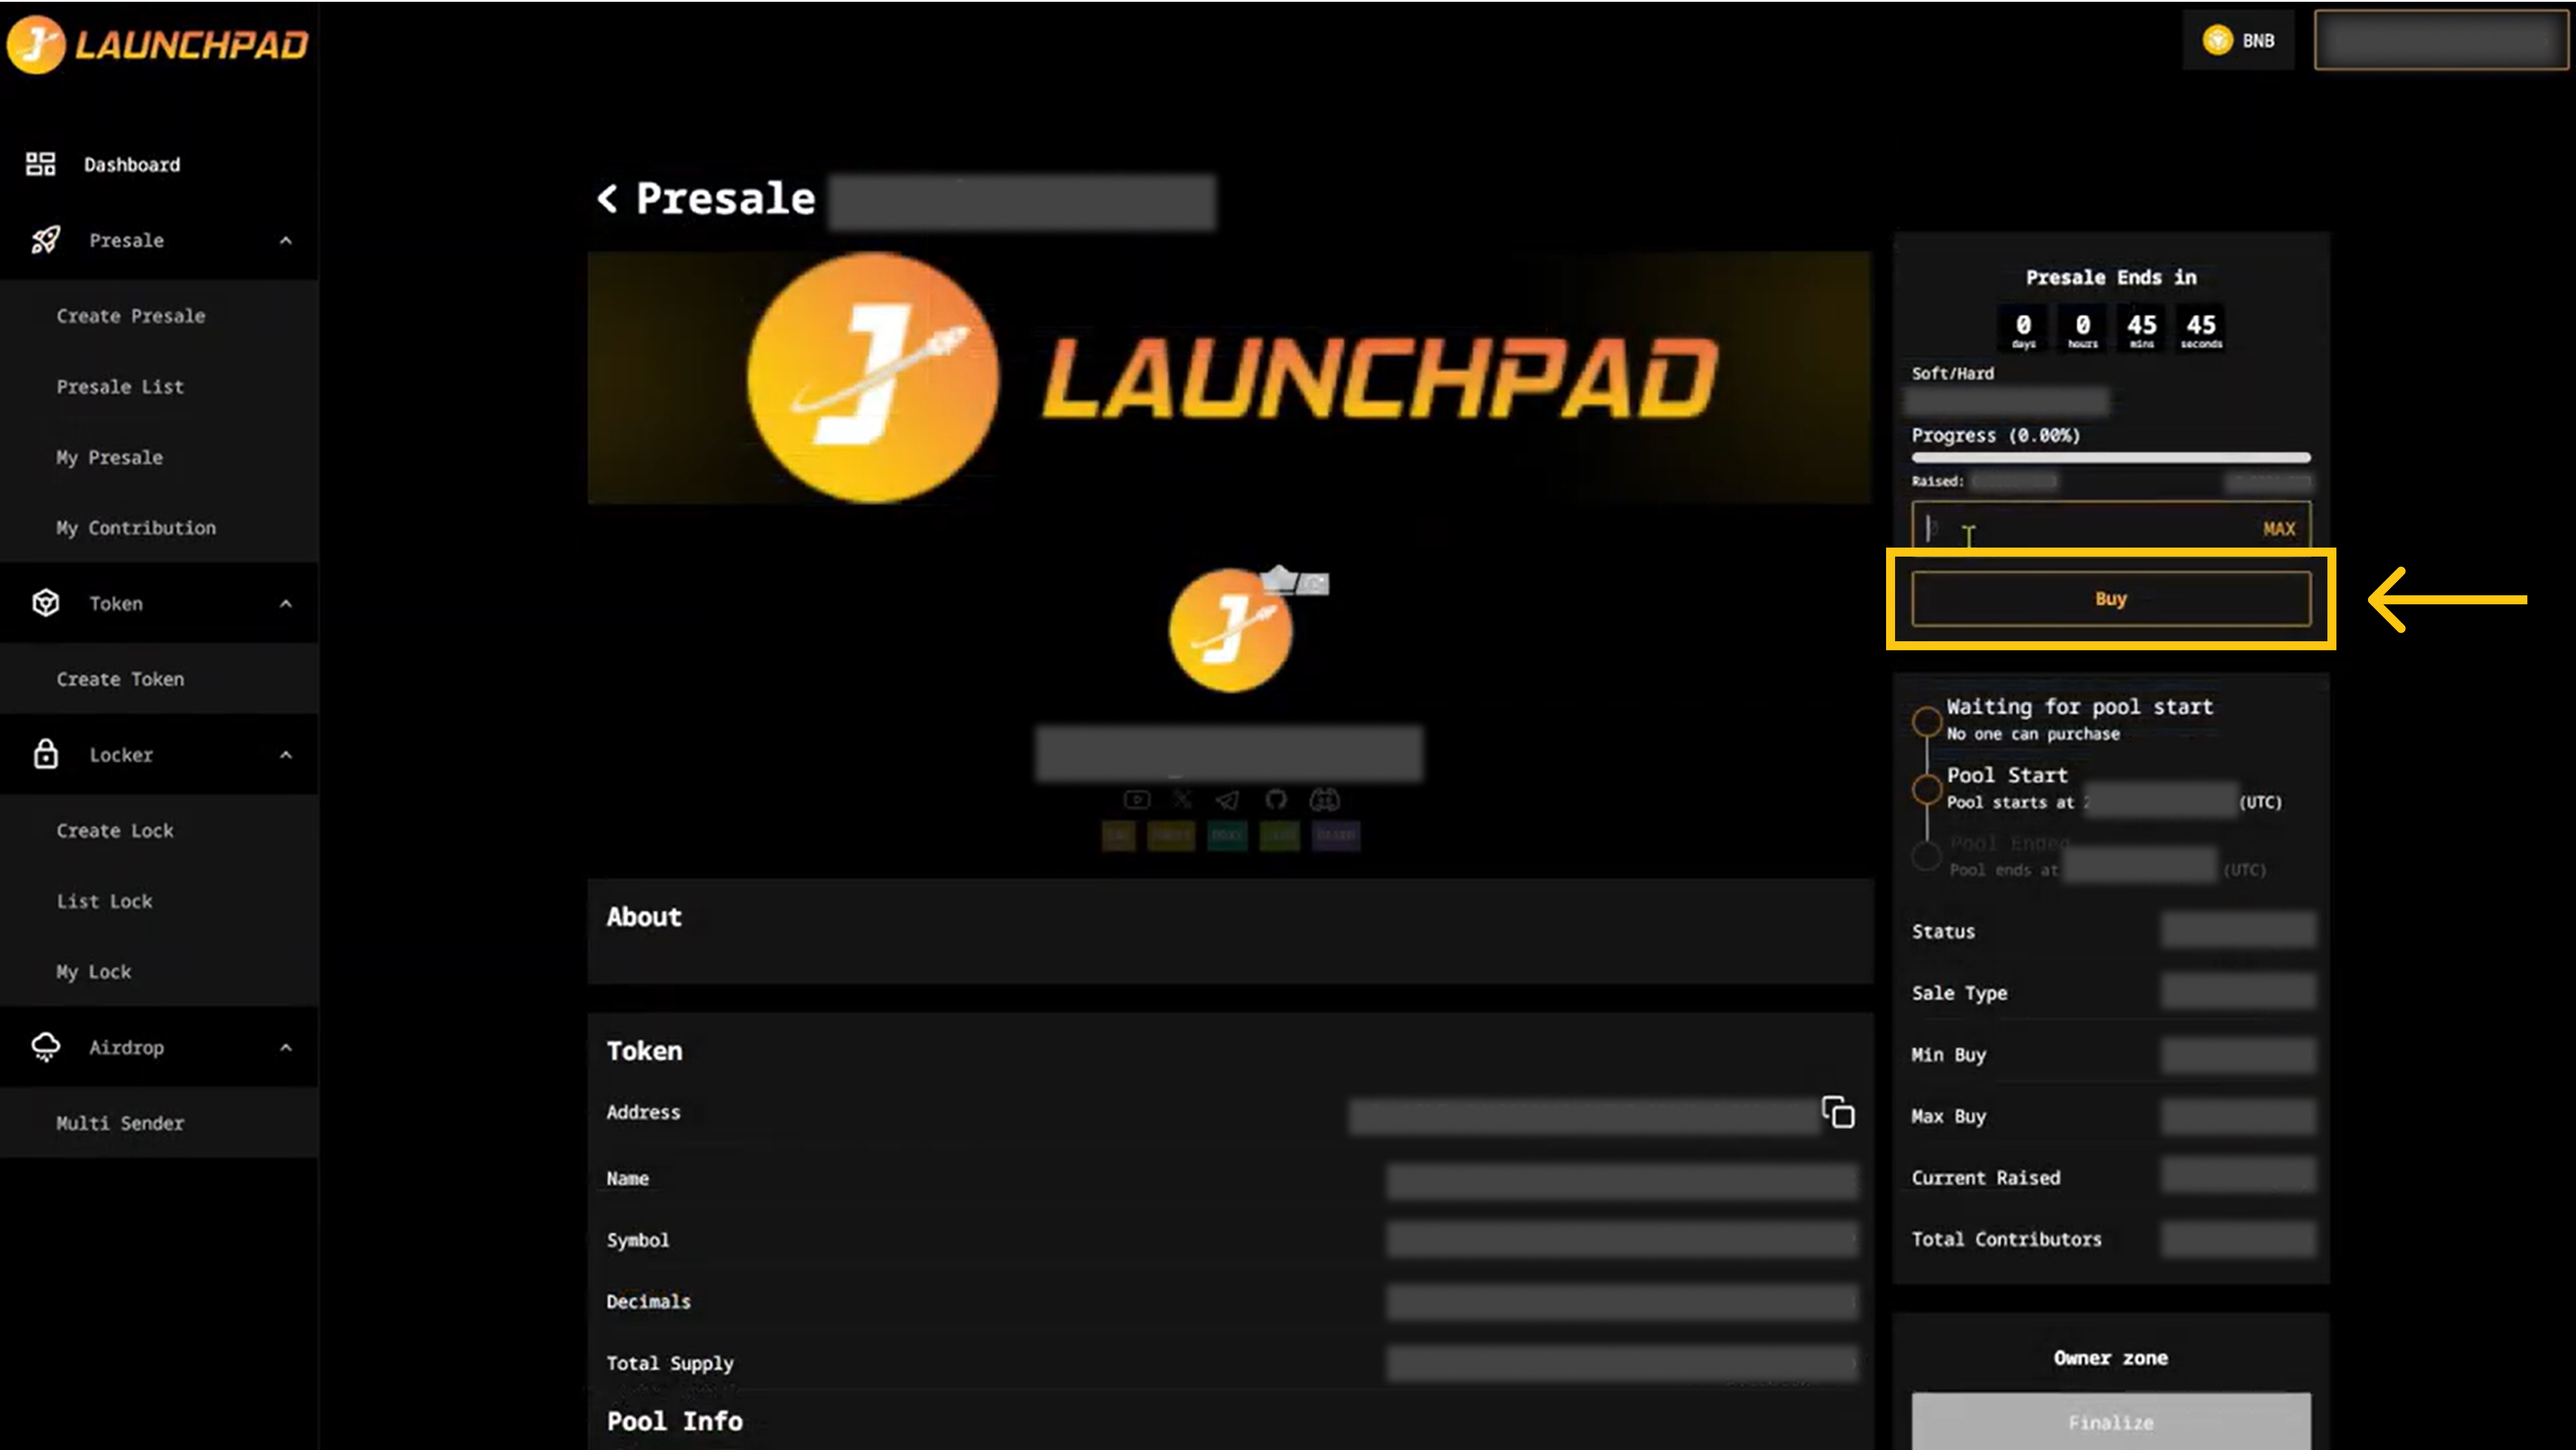 LAUNCHPAD
BNB
Dashboard
Presale
Create Presale
Presale List
My Presale
My Contribution
Token
Create Token
Locker
Create Lock
List Lock
My Lock
Airdrop
Multi Sender
Presale
LAUNCHPAD
About
Token
Address
Name
Symbol
Decimals
Total Supply
Pool Info
Presale Ends in
0 0 45 45
days hours mins seconds
Soft/Hard
Progress (0.00%)
Raised:
MAX
Buy
Waiting for pool start
No one can purchase
Pool Start
Pool starts at (UTC)
Pool Ended
Pool ends at (UTC)
Status
Sale Type
Min Buy
Max Buy
Current Raised
Total Contributors
Owner zone
Finalize